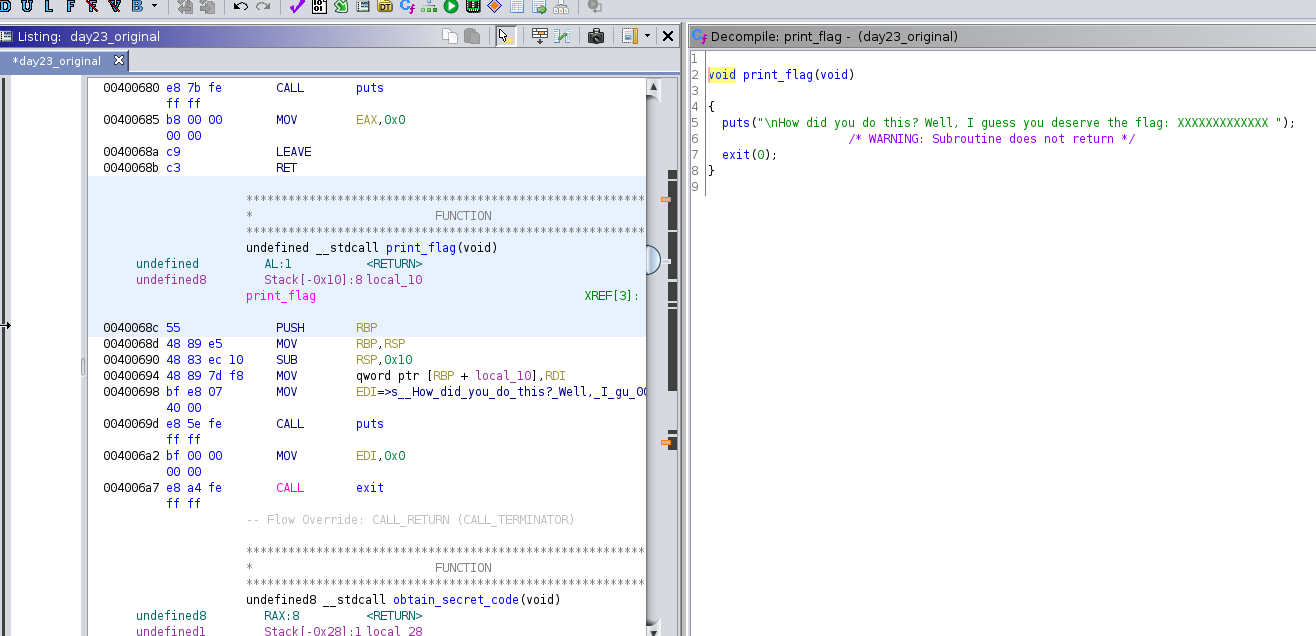 D U L F F V B
Listing: day23_original
*day23_original
00400680 e8 7b fe CALL puts
ff ff
00400685 b8 00 00 MOV EAX,0x0
00 00
0040068a c9 LEAVE
0040068b c3 RET
************************************************************
* FUNCTION
************************************************************
undefined __stdcall print_flag(void)
undefined AL:1 <RETURN>
undefined8 Stack[-0x10]:8 local_10
print_flag XREF[3]:
0040068c 55 PUSH RBP
0040068d 48 89 e5 MOV RBP,RSP
00400690 48 83 ec 10 SUB RSP,0x10
00400694 48 89 7d f8 MOV qword ptr [RBP + local_10],RDI
00400698 bf e8 07 MOV EDI=>s__How_did_you_do_this?_Well,_I_gu_00
40 00
0040069d e8 5e fe CALL puts
ff ff
004006a2 bf 00 00 MOV EDI,0x0
00 00
004006a7 e8 a4 fe CALL exit
ff ff
-- Flow Override: CALL_RETURN (CALL_TERMINATOR)
************************************************************
* FUNCTION
************************************************************
undefined8 __stdcall obtain_secret_code(void)
undefined8 RAX:8 <RETURN>
undefined1 Stack[-0x28]:1 local_28
Decompile: print_flag - (day23_original)
1
2 void print_flag(void)
3
4 {
5 puts("\nHow did you do this? Well, I guess you deserve the flag: XXXXXXXXXXXXX ");
6 /* WARNING: Subroutine does not return */
7 exit(0);
8 }
9